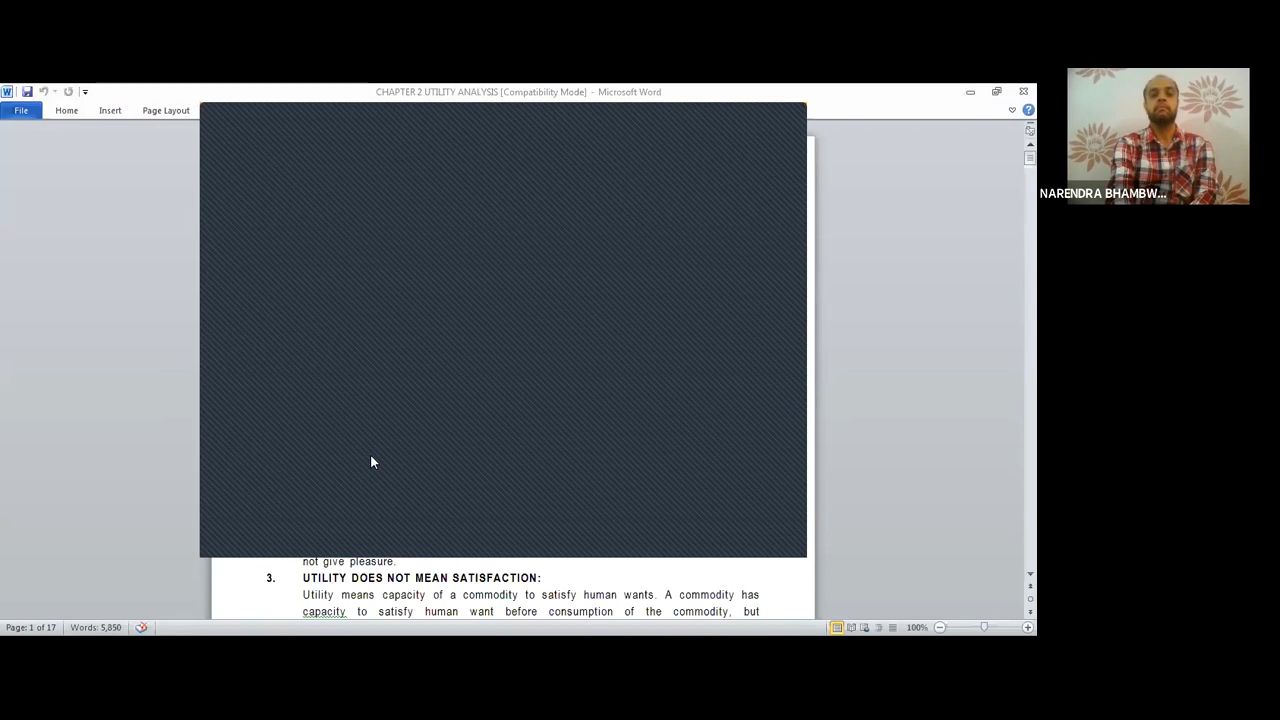 CHAPTER 2 UTILITY ANALYSIS [Compatibility Mode] - Microsoft Word
File Home Insert Page Layout
NARENDRA BHAMBW...
not give pleasure.
3. UTILITY DOES NOT MEAN SATISFACTION:
Utility means capacity of a commodity to satisfy human wants. A commodity has
capacity to satisfy human want before consumption of the commodity, but
Page: 1 of 17 Words: 5,850 100%